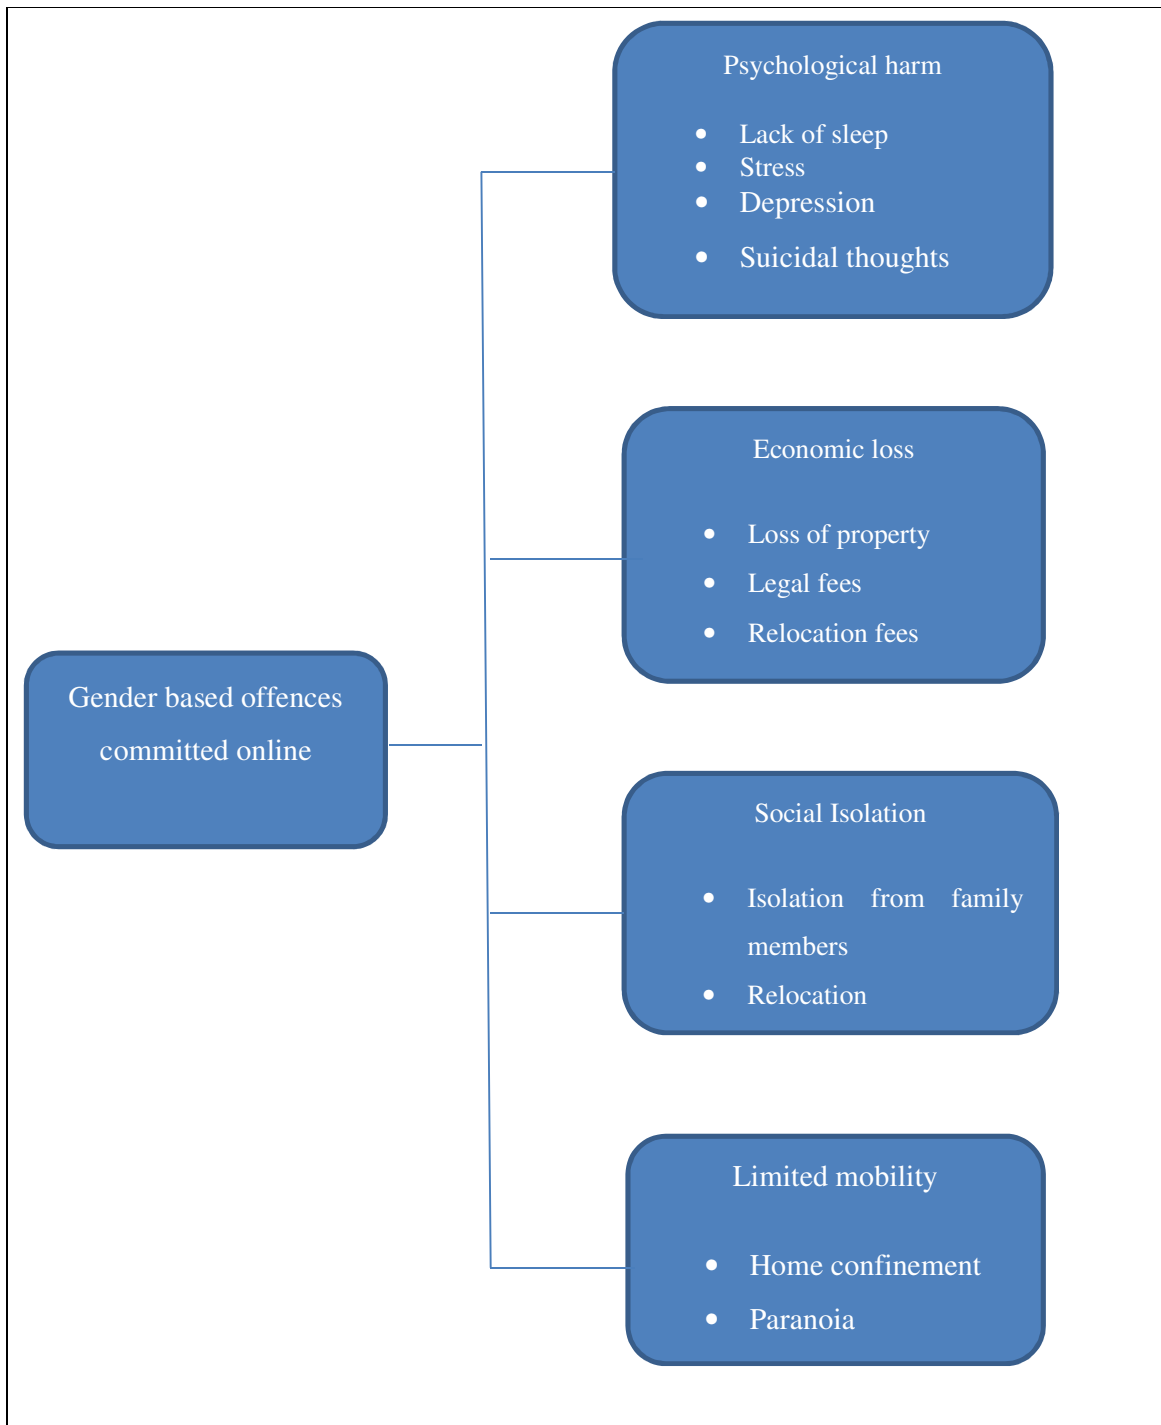 Psychological harm
• Lack of sleep
• Stress
• Depression
• Suicidal thoughts
Economic loss
• Loss of property
• Legal fees
• Relocation fees
Gender based offences
committed online
Social Isolation
• Isolation from family
members
• Relocation
Limited mobility
• Home confinement
• Paranoia